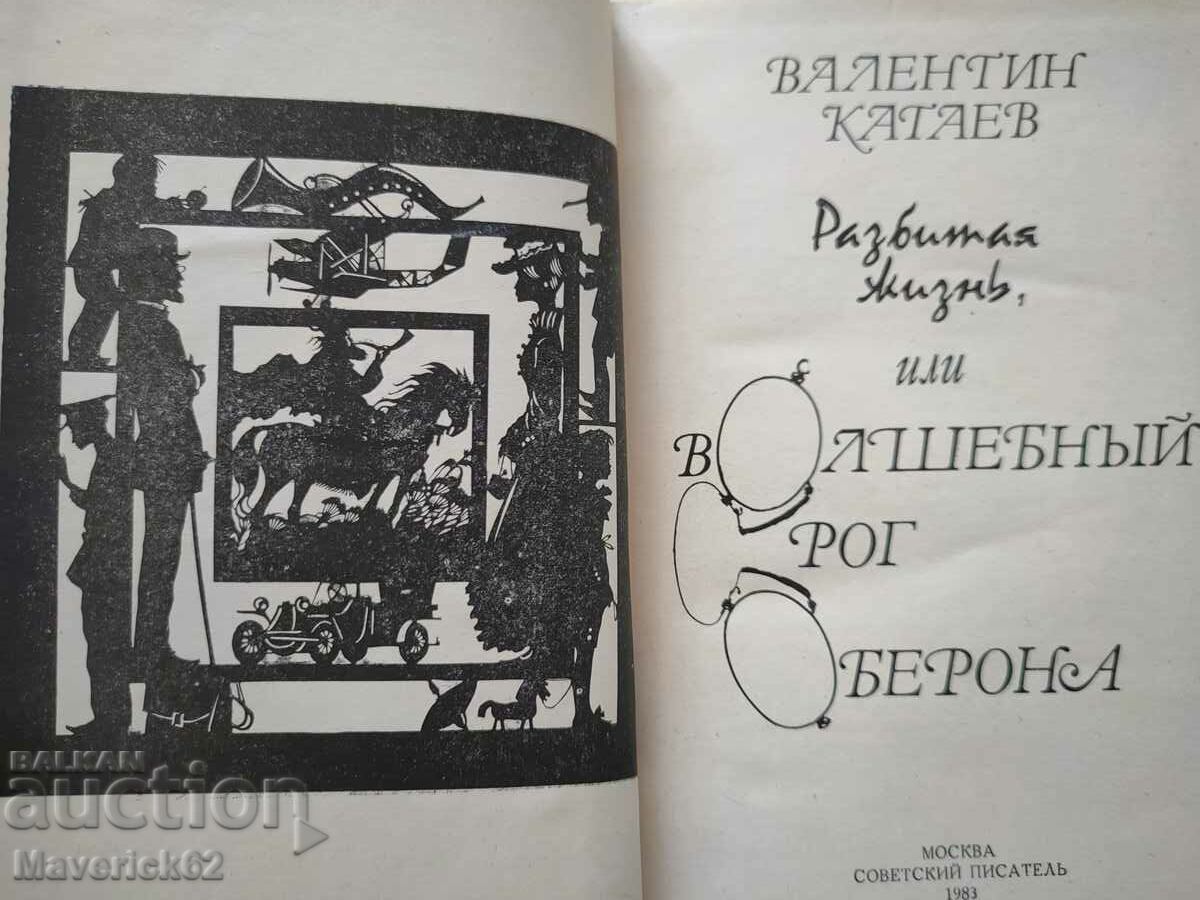 ВАЛЕНТИН
КАТАЕВ
Разбитая
жизнь,
или
ВОЛШЕБНЫЙ
РОГ
ОБЕРОНА
МОСКВА
СОВЕТСКИЙ ПИСАТЕЛЬ
1983
BALKAN
auction
Maverick62